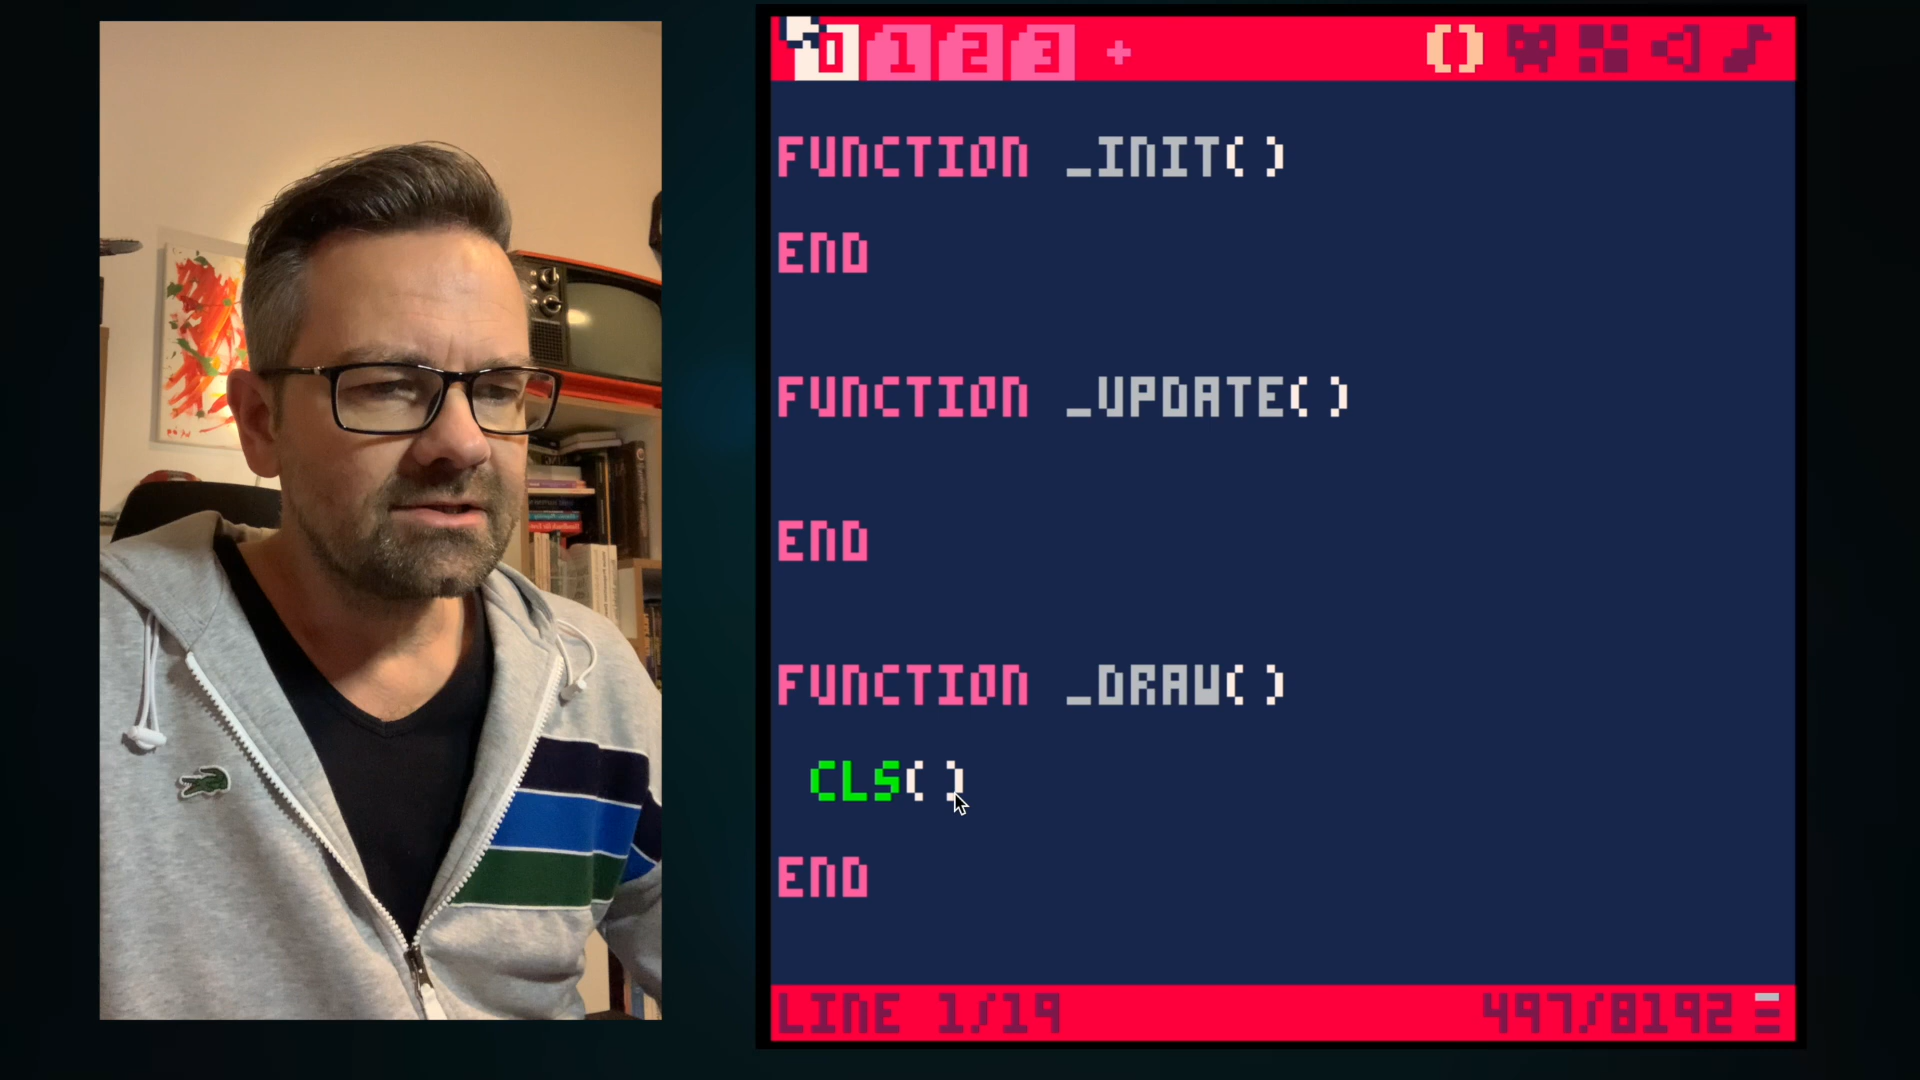 0 1 2 3 +
FUNCTION _INIT()
END
FUNCTION _UPDATE()
END
FUNCTION _DRAW()
CLS()
END
LINE 1/19
497/8192